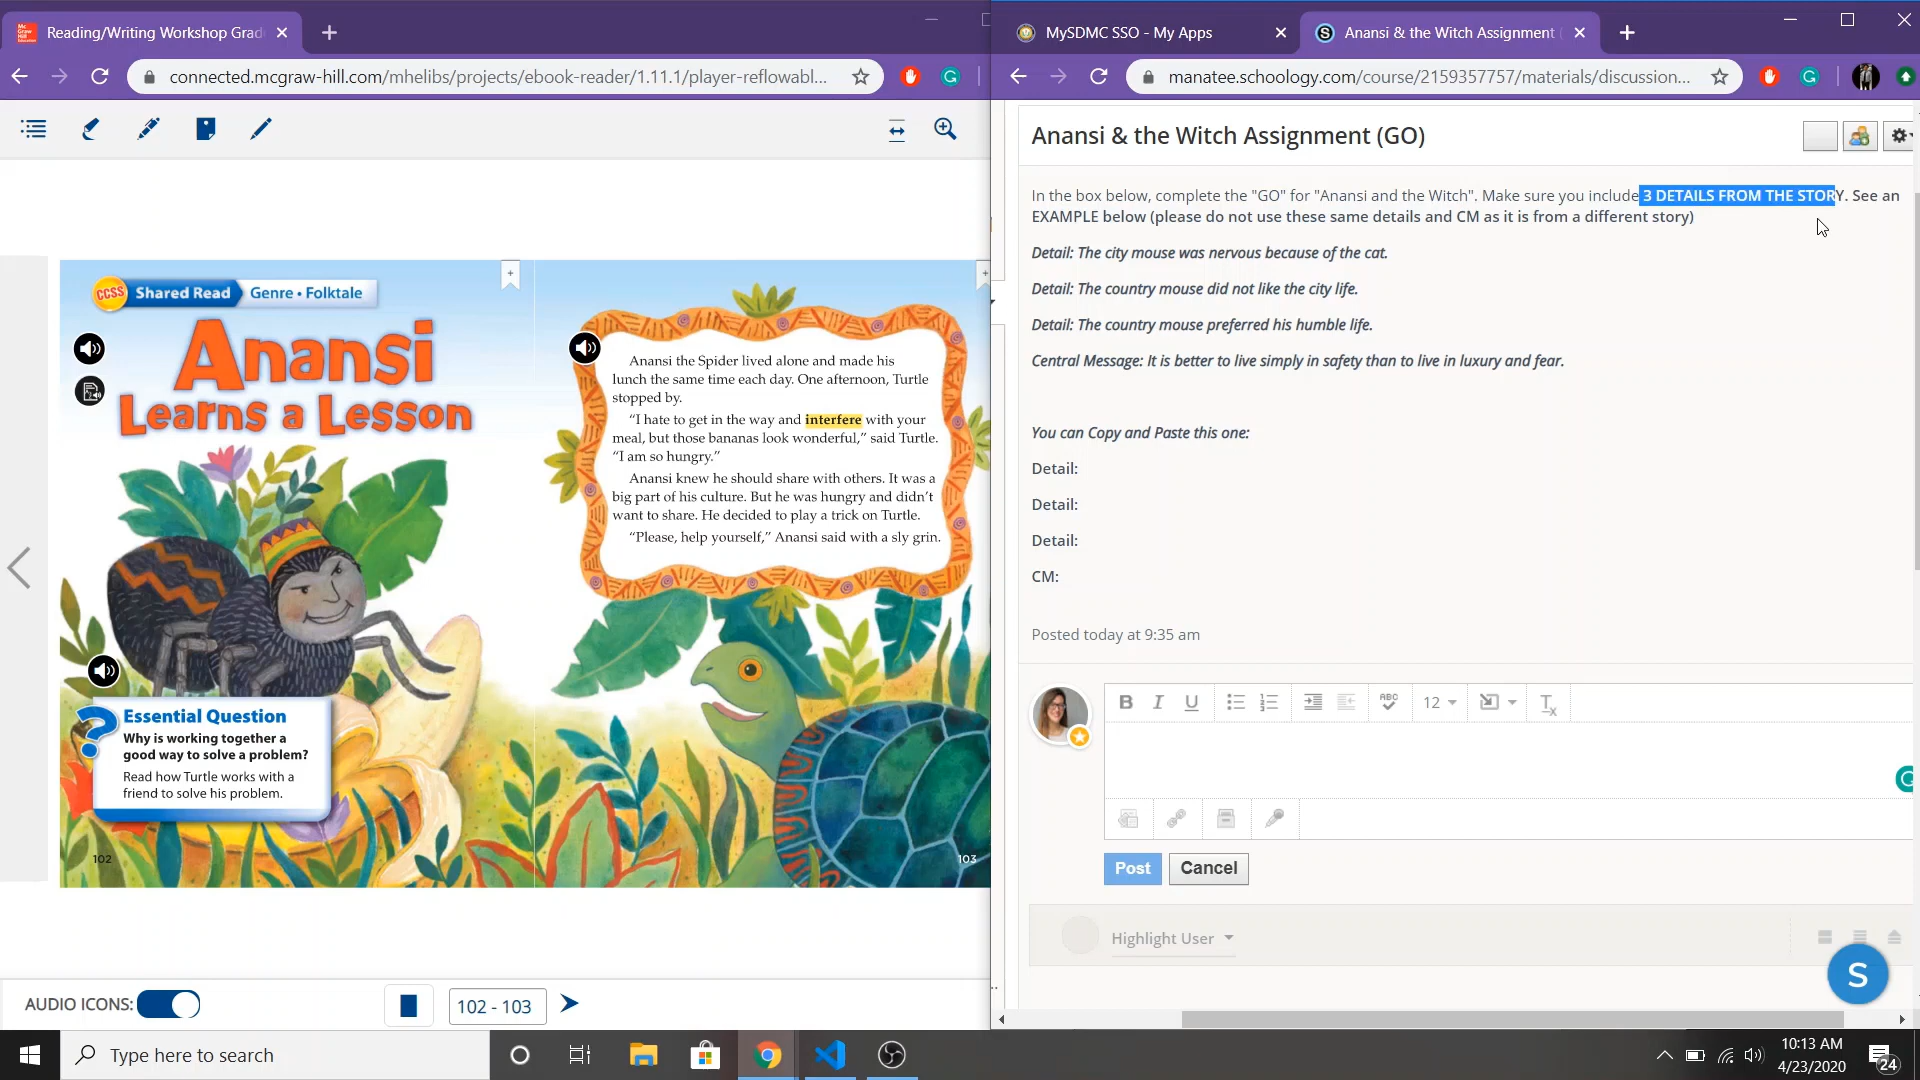 Reading/Writing Workshop Grad
connected.mcgraw-hill.com/mhelibs/projects/ebook-reader/1.11.1/player-reflowabl...
CCSS Shared Read Genre • Folktale
Anansi
Learns a Lesson
Essential Question
Why is working together a
good way to solve a problem?
Read how Turtle works with a
friend to solve his problem.
102
Anansi the Spider lived alone and made his
lunch the same time each day. One afternoon, Turtle
stopped by.
“I hate to get in the way and interfere with your
meal, but those bananas look wonderful,” said Turtle.
“I am so hungry.”
Anansi knew he should share with others. It was a
big part of his culture. But he was hungry and didn’t
want to share. He decided to play a trick on Turtle.
“Please, help yourself,” Anansi said with a sly grin.
103
AUDIO ICONS:
102 - 103
MySDMC SSO - My Apps
Anansi & the Witch Assignment (
manatee.schoology.com/course/2159357757/materials/discussion...
Anansi & the Witch Assignment (GO)
In the box below, complete the "GO" for "Anansi and the Witch". Make sure you include 3 DETAILS FROM THE STORY. See an
EXAMPLE below (please do not use these same details and CM as it is from a different story)
Detail: The city mouse was nervous because of the cat.
Detail: The country mouse did not like the city life.
Detail: The country mouse preferred his humble life.
Central Message: It is better to live simply in safety than to live in luxury and fear.
You can Copy and Paste this one:
Detail:
Detail:
Detail:
CM:
Posted today at 9:35 am
B I U ABC 12
Post Cancel
Highlight User
S
Type here to search
10:13 AM
4/23/2020
24